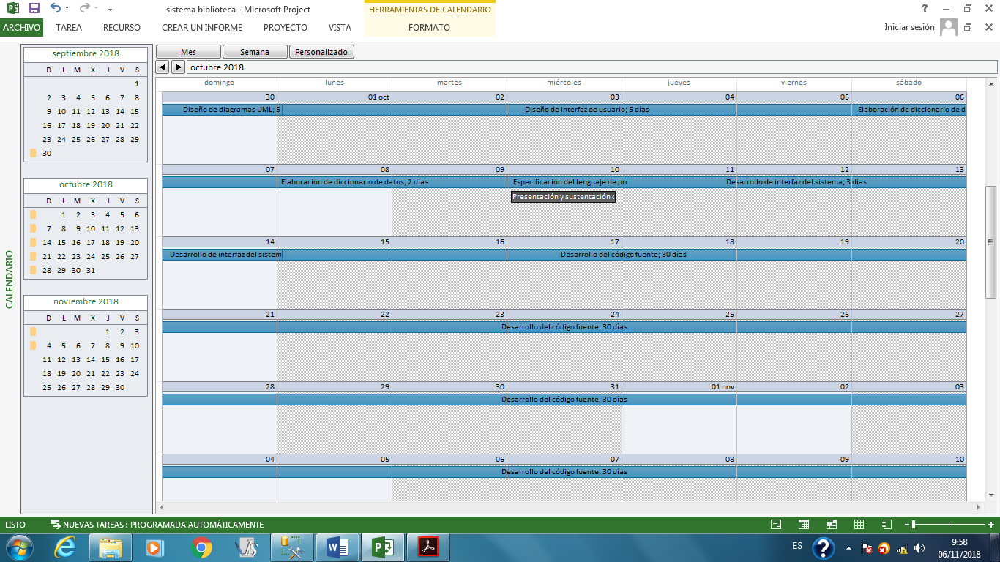 sistema biblioteca - Microsoft Project
HERRAMIENTAS DE CALENDARIO
ARCHIVO TAREA RECURSO CREAR UN INFORME PROYECTO VISTA FORMATO Iniciar sesión
septiembre 2018
D L M X J V S
1
2 3 4 5 6 7 8
9 10 11 12 13 14 15
16 17 18 19 20 21 22
23 24 25 26 27 28 29
30
octubre 2018
D L M X J V S
1 2 3 4 5 6
7 8 9 10 11 12 13
14 15 16 17 18 19 20
21 22 23 24 25 26 27
28 29 30 31
noviembre 2018
D L M X J V S
1 2 3
4 5 6 7 8 9 10
11 12 13 14 15 16 17
18 19 20 21 22 23 24
25 26 27 28 29 30
CALENDARIO
Mes Semana Personalizado
octubre 2018
domingo lunes martes miércoles jueves viernes sábado
30 01 oct 02 03 04 05 06
Diseño de diagramas UML; 5 Diseño de interfaz de usuario; 5 días Elaboración de diccionario de d
07 08 09 10 11 12 13
Elaboración de diccionario de datos; 2 días Especificación del lenguaje de pro Desarrollo de interfaz del sistema; 3 días
Presentación y sustentación d
14 15 16 17 18 19 20
Desarrollo de interfaz del sistem Desarrollo del código fuente; 30 días
21 22 23 24 25 26 27
Desarrollo del código fuente; 30 días
28 29 30 31 01 nov 02 03
Desarrollo del código fuente; 30 días
04 05 06 07 08 09 10
Desarrollo del código fuente; 30 días
LISTO NUEVAS TAREAS : PROGRAMADA AUTOMÁTICAMENTE
ES 9:58
06/11/2018